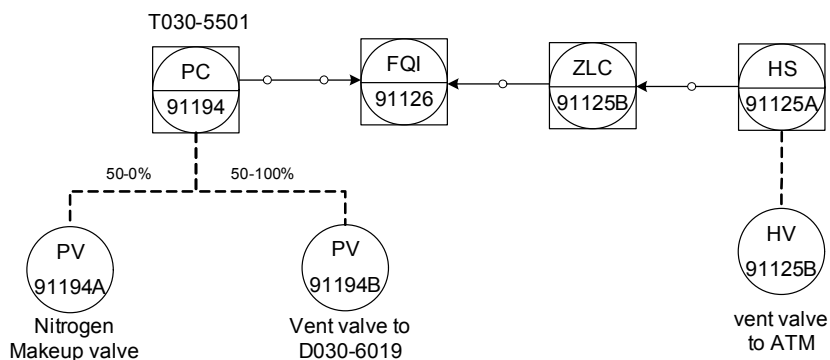 T030-5501
PC
91194
FQI
91126
ZLC
91125B
HS
91125A
50-0%
50-100%
PV
91194A
PV
91194B
HV
91125B
Nitrogen
Makeup valve
Vent valve to
D030-6019
vent valve
to ATM